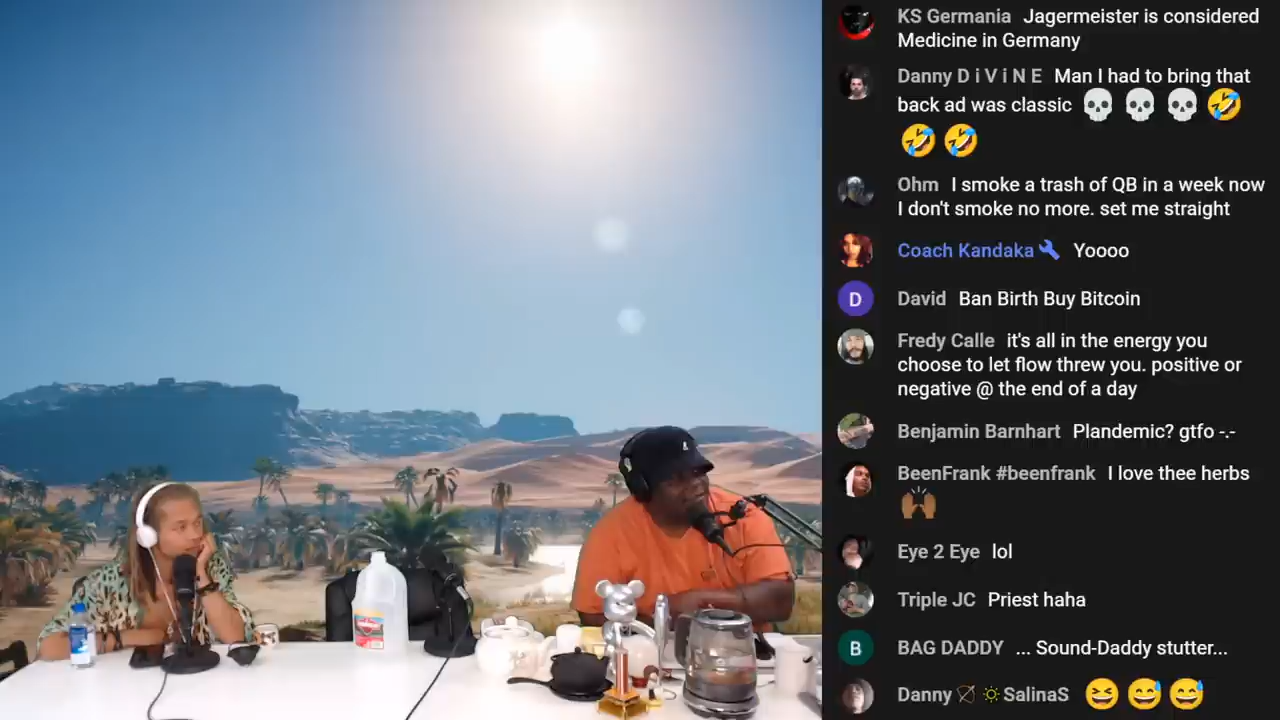 KS Germania Jagermeister is considered
Medicine in Germany
Danny D i V i N E Man I had to bring that
back ad was classic 💀 💀 💀 🤣
🤣 🤣
Ohm I smoke a trash of QB in a week now
I don't smoke no more. set me straight
Coach Kandaka🔧 Yoooo
D David Ban Birth Buy Bitcoin
Fredy Calle it's all in the energy you
choose to let flow threw you. positive or
negative @ the end of a day
Benjamin Barnhart Plandemic? gtfo -.-
BeenFrank #beenfrank I love thee herbs
🙌🏾
Eye 2 Eye lol
Triple JC Priest haha
B BAG DADDY ... Sound-Daddy stutter...
Danny🏹🔅SalinaS 😆 😅 😅